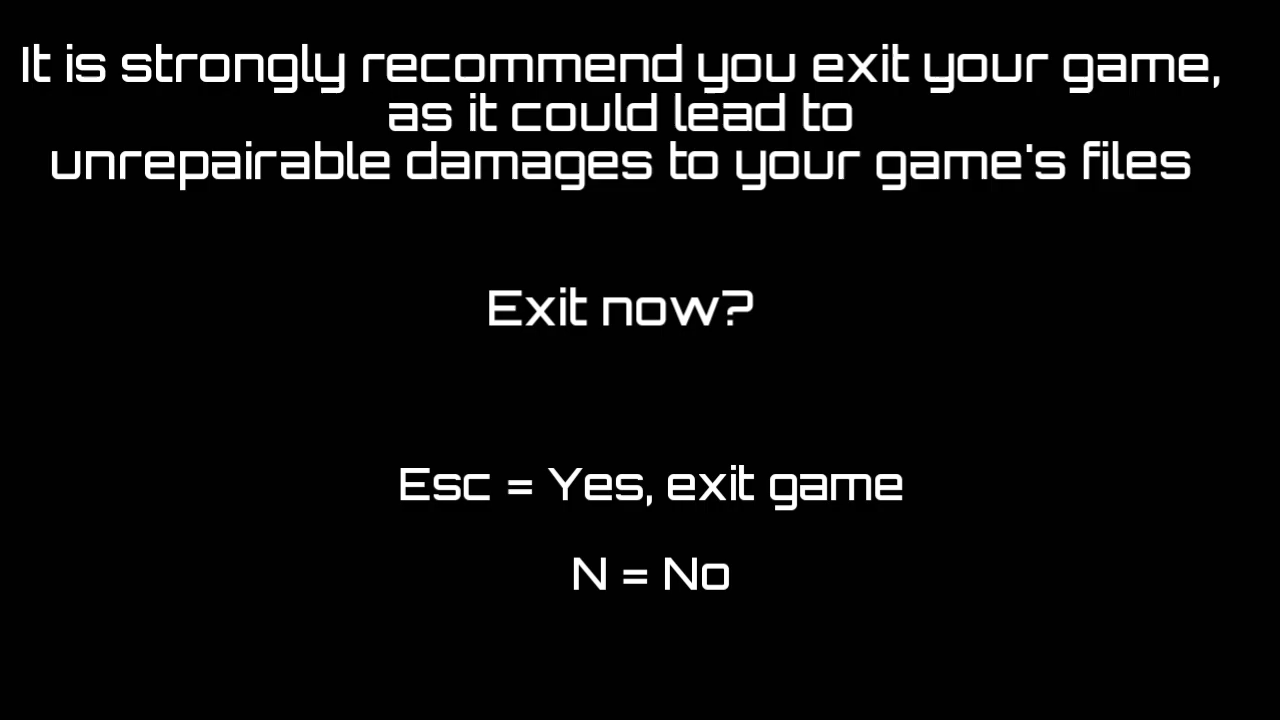 It is strongly recommend you exit your game,
as it could lead to
unrepairable damages to your game's files
Exit now?
Esc = Yes, exit game
N = No